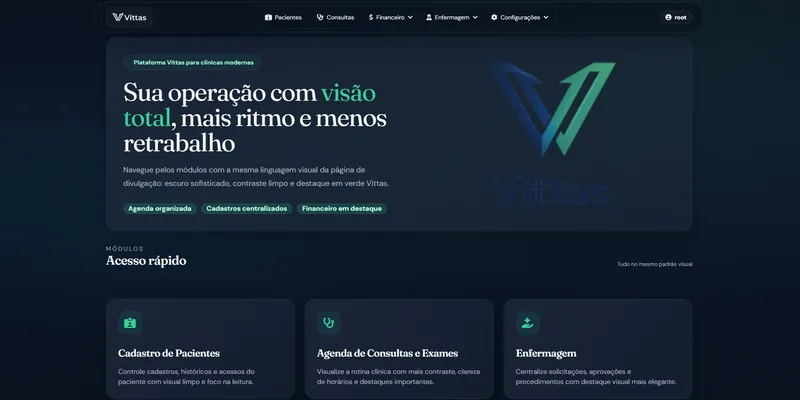 Vittas
Pacientes
Consultas
Financeiro
Enfermagem
Configurações
root
Plataforma Vittas para clínicas modernas
Sua operação com visão
total, mais ritmo e menos
retrabalho
Navegue pelos módulos com a mesma linguagem visual da página de
divulgação: escuro sofisticado, contraste limpo e destaque em verde Vittas.
Agenda organizada
Cadastros centralizados
Financeiro em destaque
Vittas
MÓDULOS
Acesso rápido
Tudo no mesmo padrão visual
Cadastro de Pacientes
Controle cadastros, históricos e acessos do
paciente com visual limpo e foco na leitura.
Agenda de Consultas e Exames
Visualize a rotina clínica com mais contraste, clareza
de horários e destaques importantes.
Enfermagem
Centralize solicitações, aprovações e
procedimentos com destaque visual mais elegante.